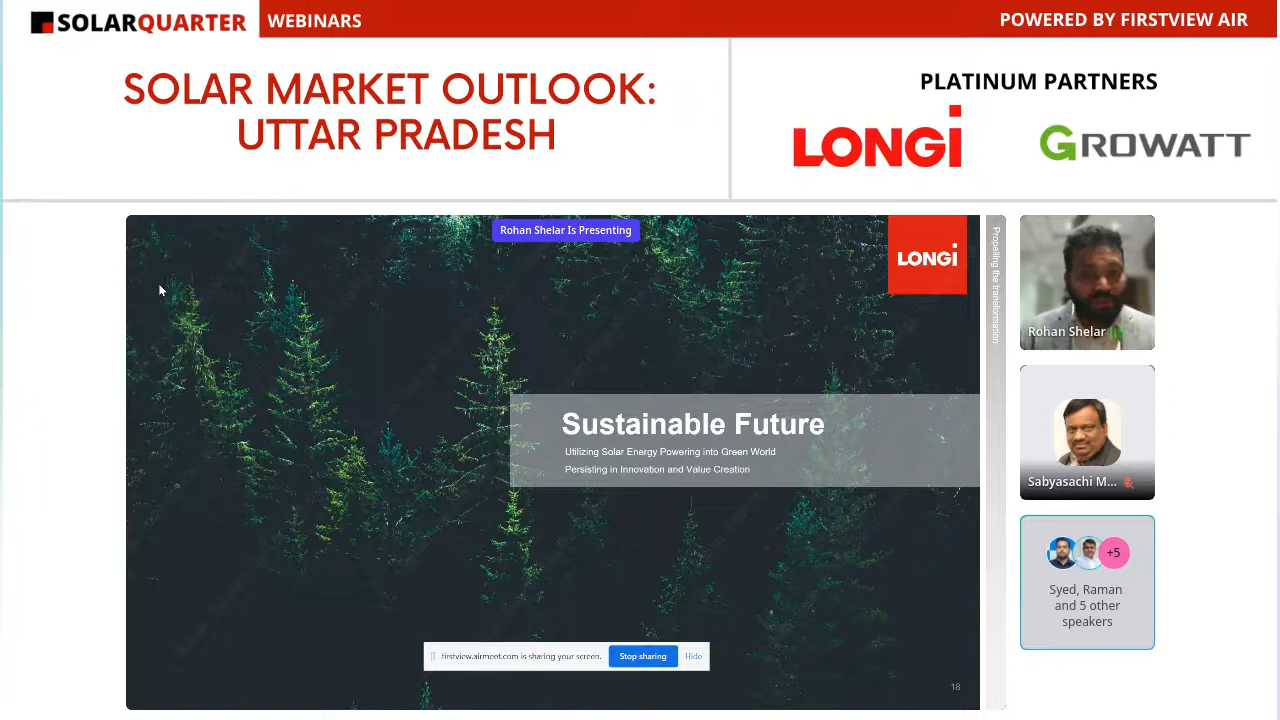 SOLARQUARTER WEBINARS
POWERED BY FIRSTVIEW AIR
SOLAR MARKET OUTLOOK:
UTTAR PRADESH
PLATINUM PARTNERS
LONGi
GROWATT
Rohan Shelar Is Presenting
LONGi
Propelling the transformation
Sustainable Future
Utilizing Solar Energy Powering into Green World
Persisting in Innovation and Value Creation
firstview.airmeet.com is sharing your screen.
Stop sharing
Hide
18
Rohan Shelar
Sabyasachi M...
+5
Syed, Raman
and 5 other
speakers